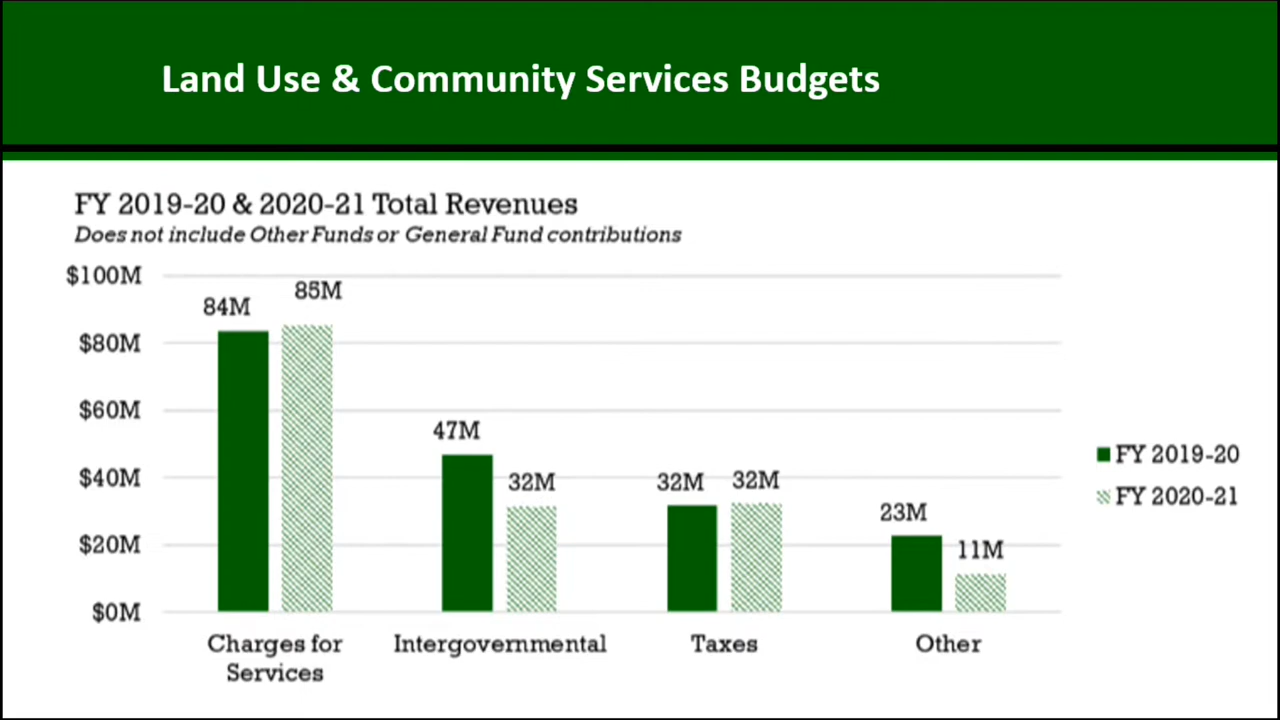 Land Use & Community Services Budgets
FY 2019-20 & 2020-21 Total Revenues
Does not include Other Funds or General Fund contributions
$100M
$80M
$60M
$40M
$20M
$0M
84M
85M
47M
32M
32M
32M
23M
11M
Charges for
Services
Intergovernmental
Taxes
Other
FY 2019-20
FY 2020-21